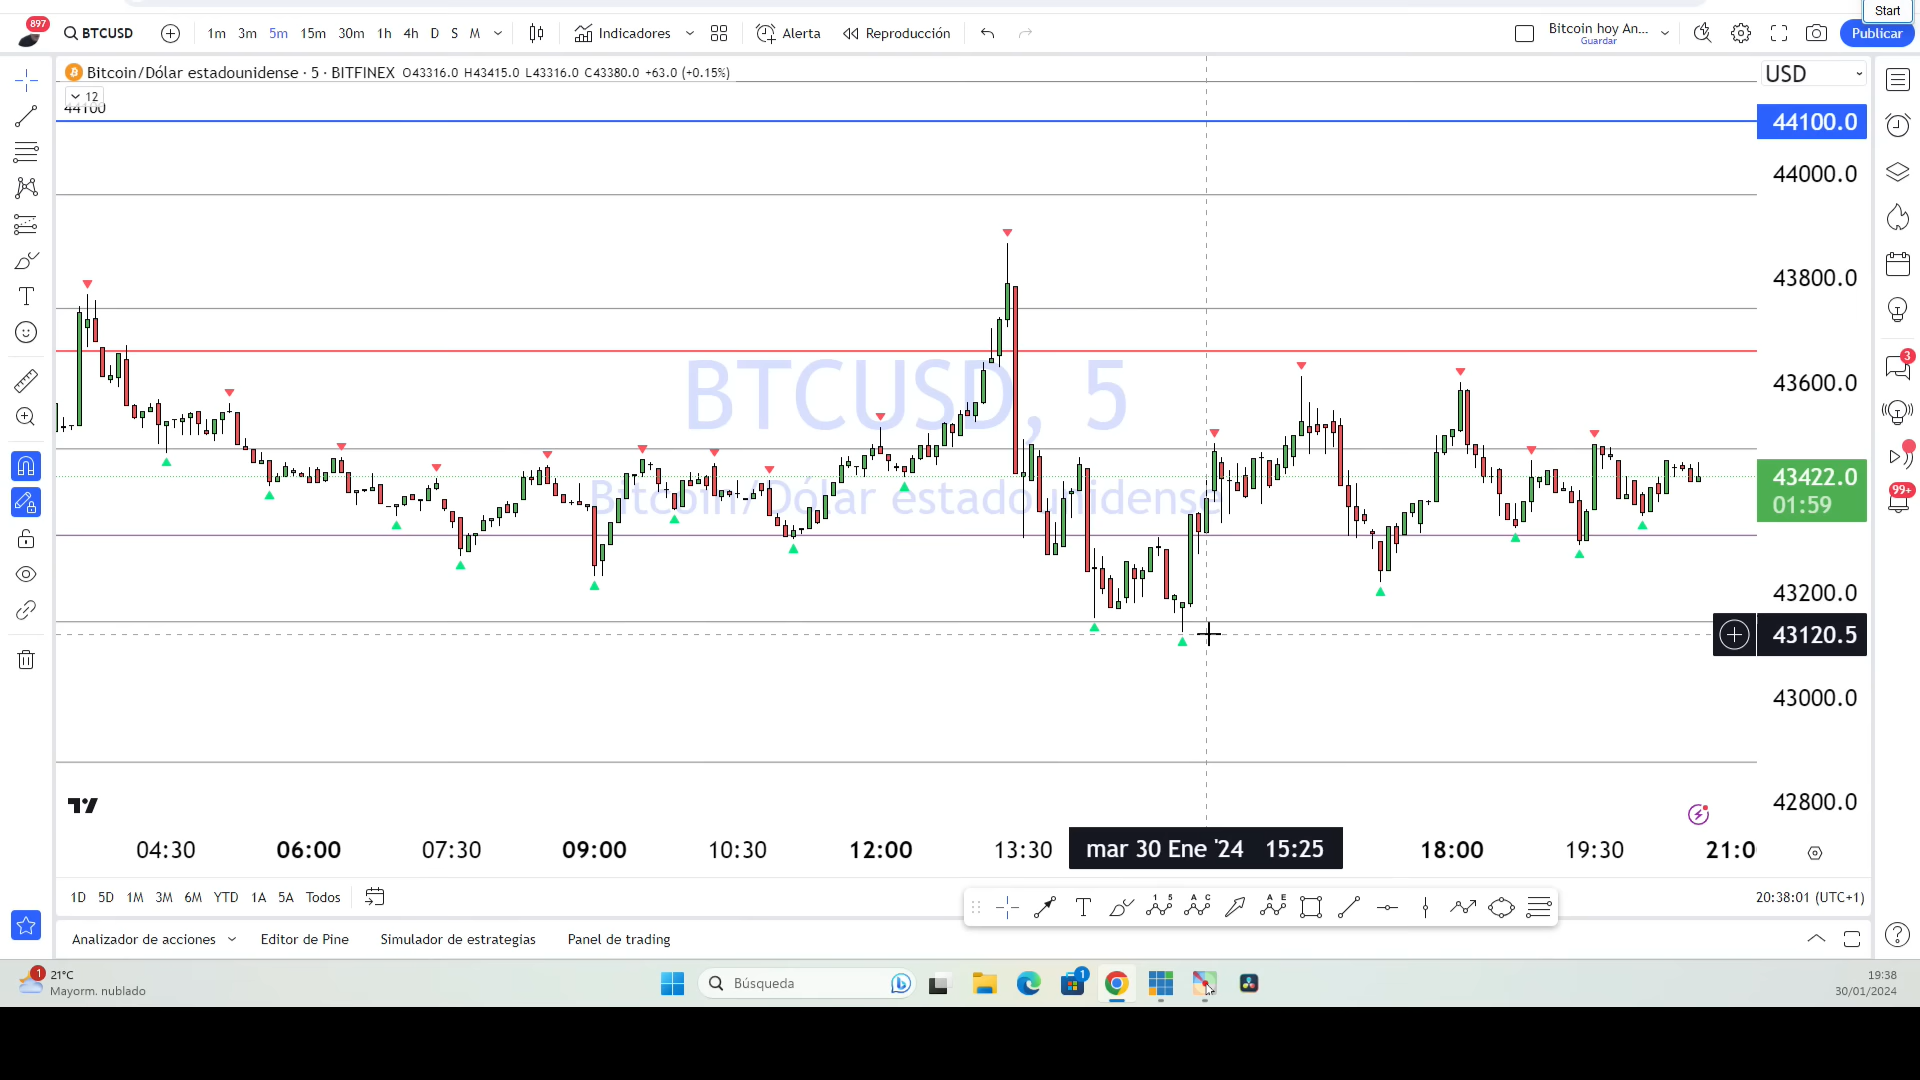 Start
897
BTCUSD
1m 3m 5m 15m 30m 1h 4h D S M
Indicadores
Alerta
Reproducción
Bitcoin hoy An...
Guardar
Publicar
Bitcoin/Dólar estadounidense · 5 · BITFINEX O43316.0 H43415.0 L43316.0 C43380.0 +63.0 (+0.15%)
USD
12
44100
44100.0
44000.0
43800.0
43600.0
43422.0
01:59
43200.0
43120.5
43000.0
42800.0
BTCUSD, 5
Bitcoin/Dólar estadounidense
3
99+
04:30 06:00 07:30 09:00 10:30 12:00 13:30 mar 30 Ene '24 15:25 18:00 19:30 21:0
1D 5D 1M 3M 6M YTD 1A 5A Todos
1 5
A C
A E
20:38:01 (UTC+1)
Analizador de acciones Editor de Pine Simulador de estrategias Panel de trading
1
21°C
Mayorm. nublado
Búsqueda
1
19:38
30/01/2024